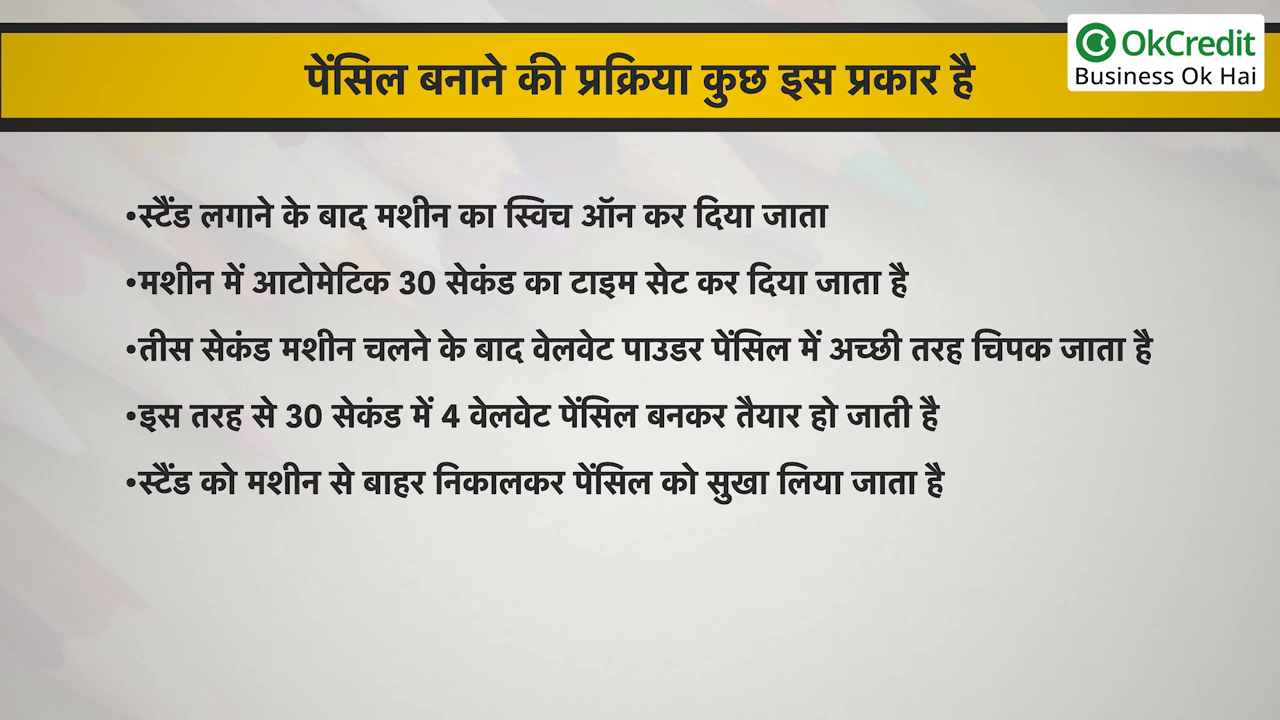 OkCredit
Business Ok Hai
पेंसिल बनाने की प्रक्रिया कुछ इस प्रकार है
•स्टैंड लगाने के बाद मशीन का स्विच ऑन कर दिया जाता
•मशीन में आटोमेटिक 30 सेकंड का टाइम सेट कर दिया जाता है
•तीस सेकंड मशीन चलने के बाद वेलवेट पाउडर पेंसिल में अच्छी तरह चिपक जाता है
•इस तरह से 30 सेकंड में 4 वेलवेट पेंसिल बनकर तैयार हो जाती है
•स्टैंड को मशीन से बाहर निकालकर पेंसिल को सुखा लिया जाता है